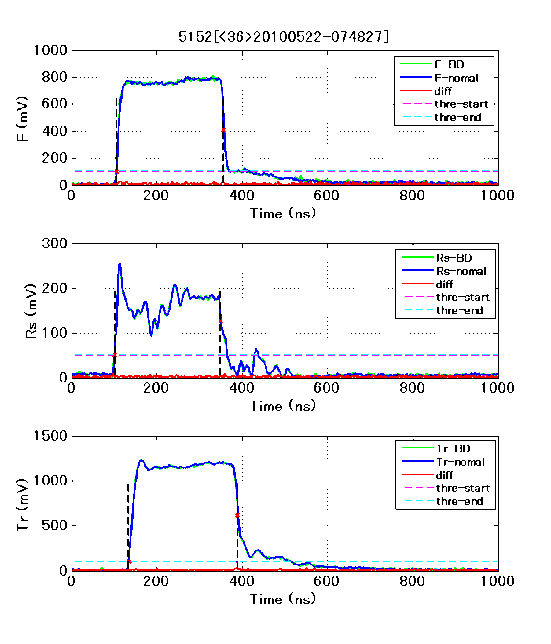 5152[<36>20100522-074827]
1000
800
600
400
200
0
F (mV)
F-BD
F-nomal
diff
thre-start
thre-end
0 200 400 600 800 1000
Time (ns)
300
200
100
0
Rs (mV)
Rs-BD
Rs-nomal
diff
thre-start
thre-end
0 200 400 600 800 1000
Time (ns)
1500
1000
500
0
Tr (mV)
Tr-BD
Tr-nomal
diff
thre-start
thre-end
0 200 400 600 800 1000
Time (ns)